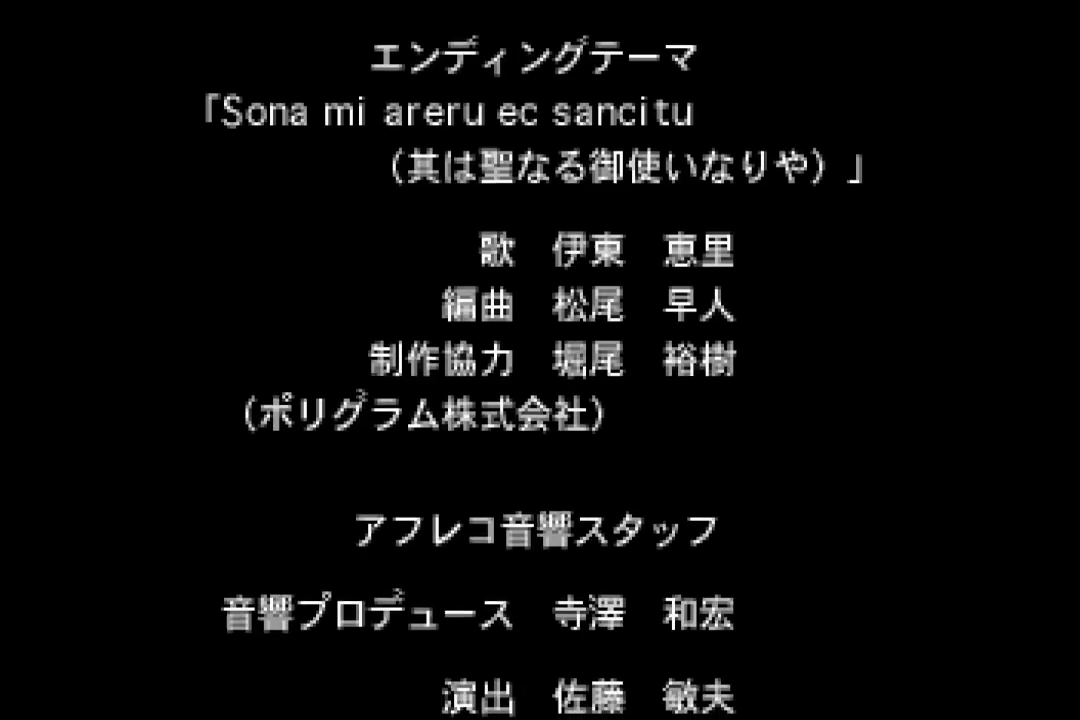 エンディングテーマ
「Sona mi areru ec sancitu
（其は聖なる御使いなりや）」
歌　伊東　恵里
編曲　松尾　早人
制作協力　堀尾　裕樹
（ポリグラム株式会社）
アフレコ音響スタッフ
音響プロデュース　寺澤　和宏
演出　佐藤　敏夫